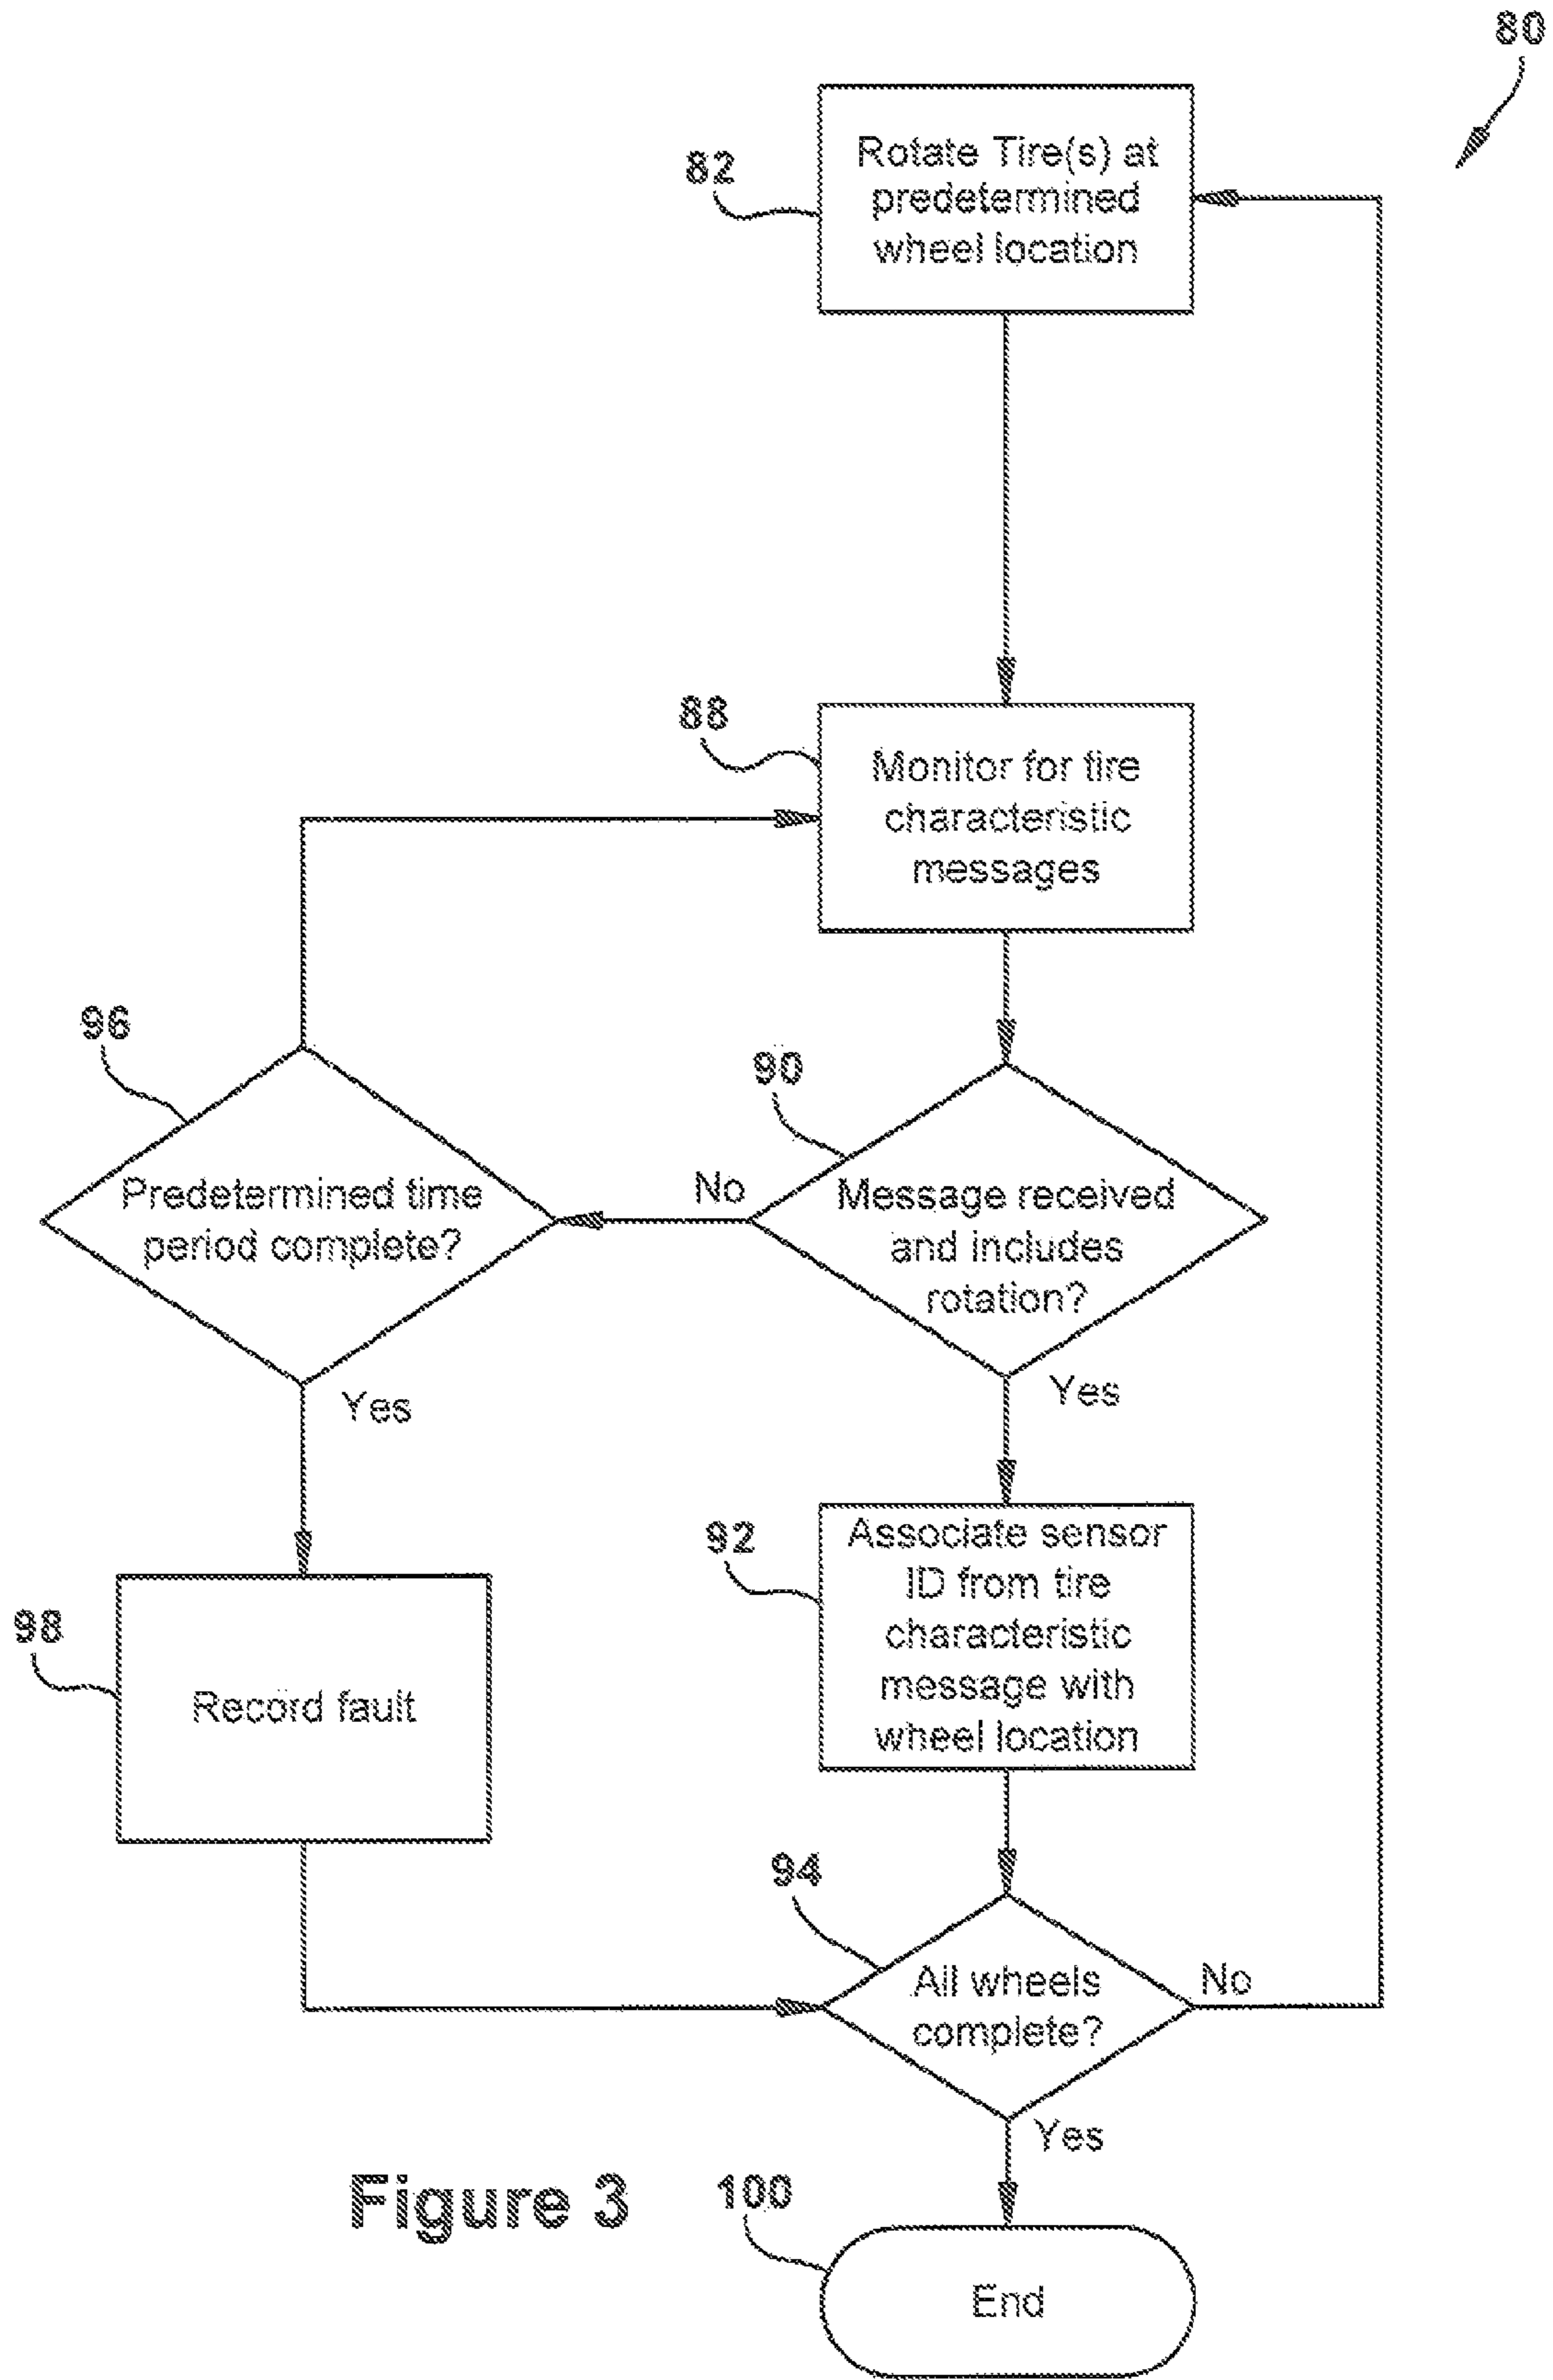 80
82
Rotate Tire(s) at
predetermined
wheel location
88
Monitor for tire
characteristic
messages
96
Predetermined time
period complete?
90
No
Message received
and includes
rotation?
Yes
Yes
92
Associate sensor
ID from tire
characteristic
message with
wheel location
98
Record fault
94
All wheels
complete?
No
Yes
Figure 3
100
End